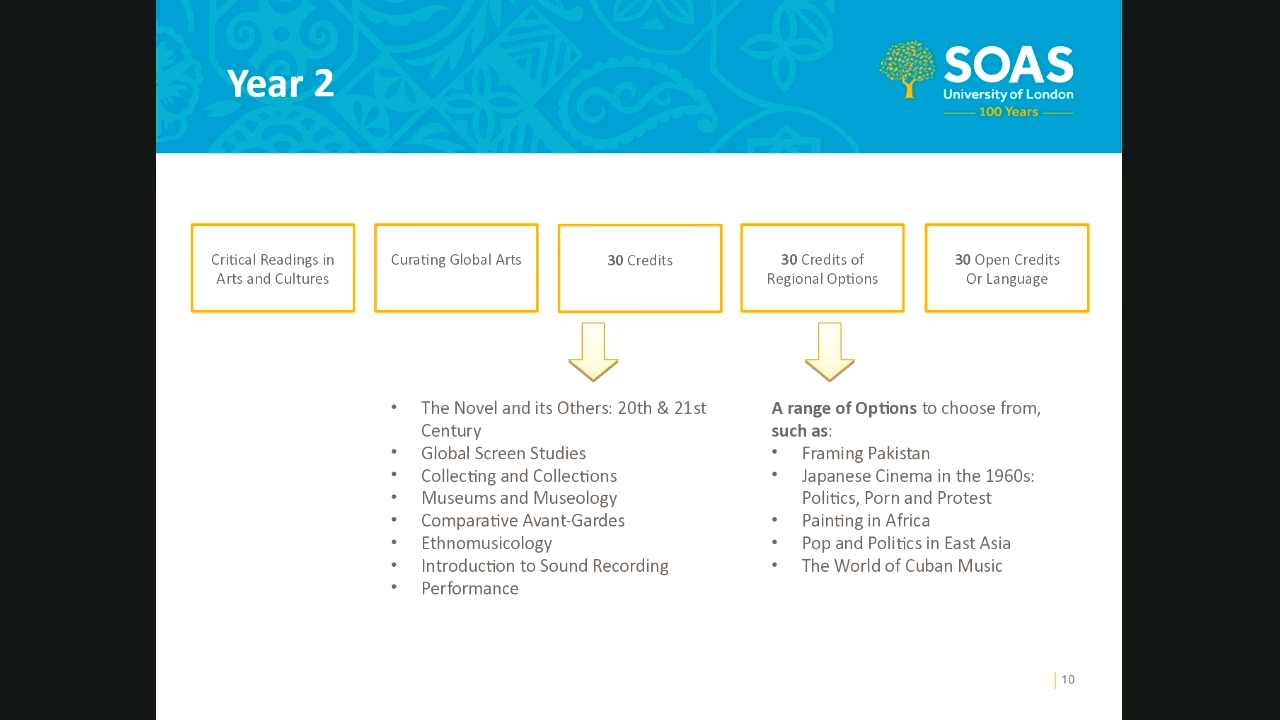 Year 2
SOAS
University of London
100 Years
Critical Readings in
Arts and Cultures
Curating Global Arts
30 Credits
30 Credits of
Regional Options
30 Open Credits
Or Language
• The Novel and its Others: 20th & 21st
Century
• Global Screen Studies
• Collecting and Collections
• Museums and Museology
• Comparative Avant-Gardes
• Ethnomusicology
• Introduction to Sound Recording
• Performance
A range of Options to choose from,
such as:
• Framing Pakistan
• Japanese Cinema in the 1960s:
Politics, Porn and Protest
• Painting in Africa
• Pop and Politics in East Asia
• The World of Cuban Music
10